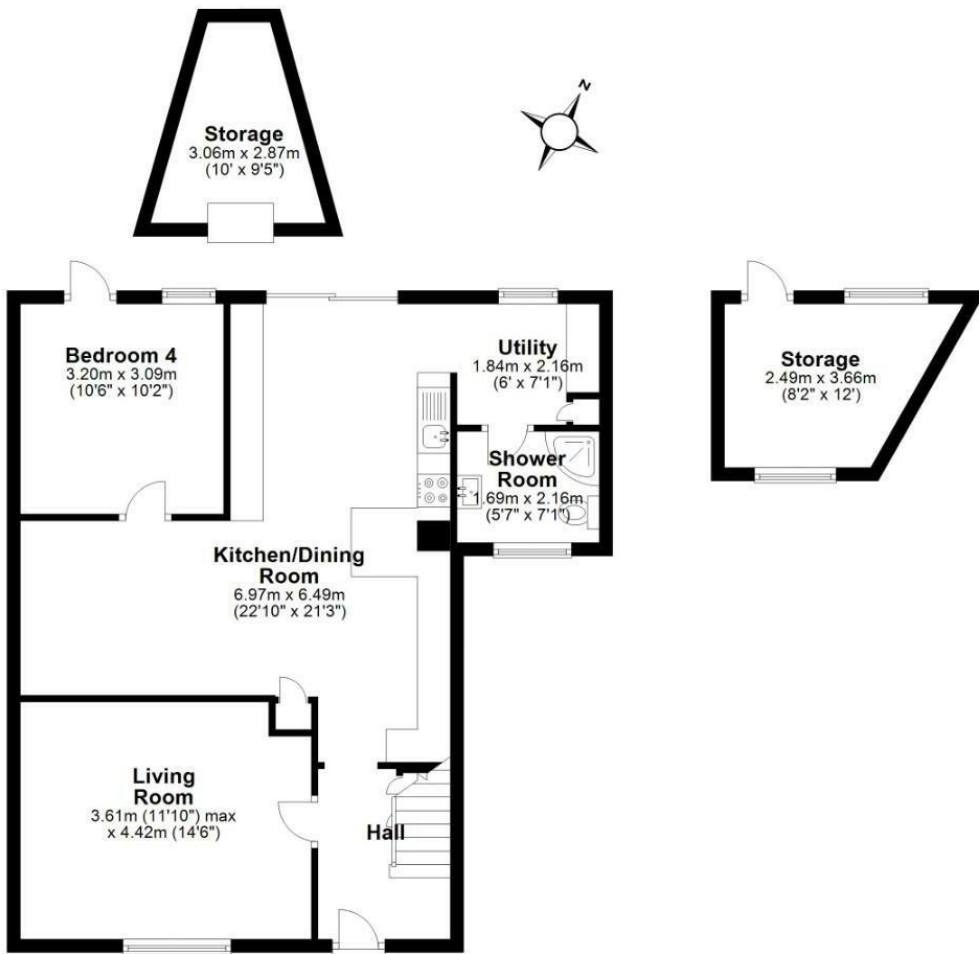 N
Storage
3.06m x 2.87m
(10' x 9'5")
Bedroom 4
3.20m x 3.09m
(10'6" x 10'2")
Utility
1.84m x 2.16m
(6' x 7'1")
Storage
2.49m x 3.66m
(8'2" x 12')
Shower
Room
1.69m x 2.16m
(5'7" x 7'1")
Kitchen/Dining
Room
6.97m x 6.49m
(22'10" x 21'3")
Living
Room
3.61m (11'10") max
x 4.42m (14'6")
Hall